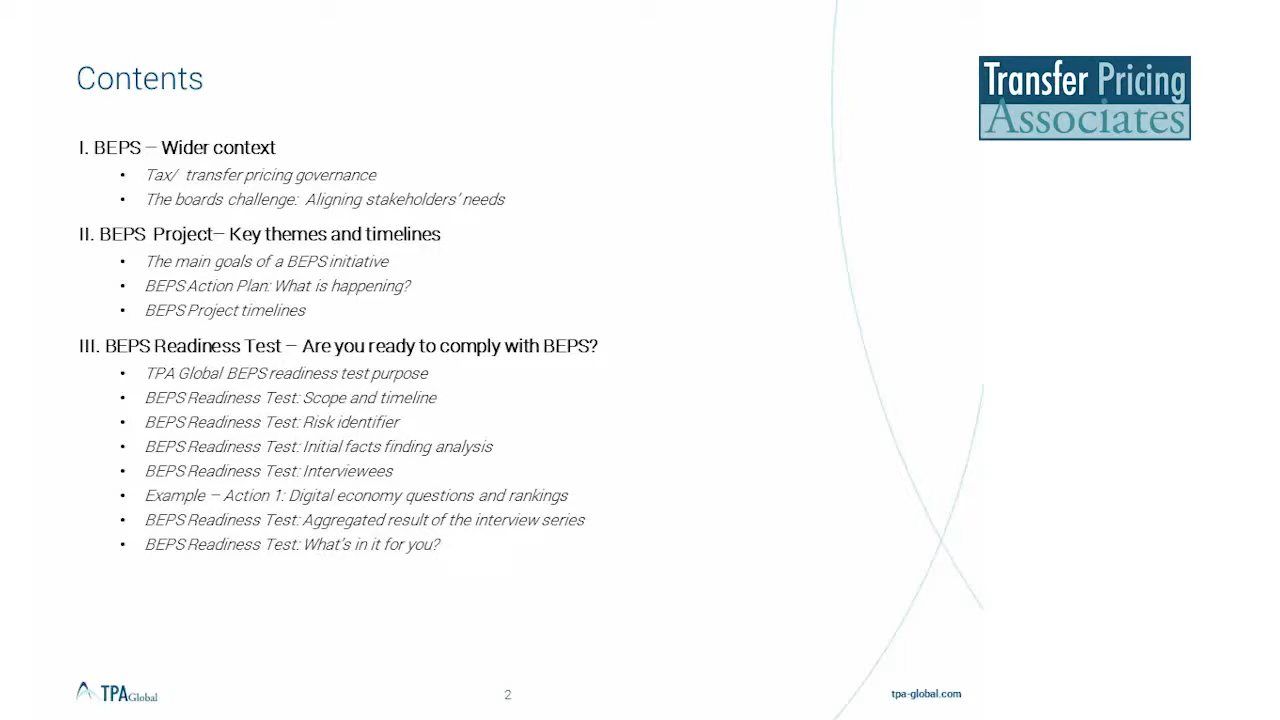 Contents
Transfer Pricing
Associates
I. BEPS – Wider context
• Tax/ transfer pricing governance
• The boards challenge: Aligning stakeholders’ needs
II. BEPS Project– Key themes and timelines
• The main goals of a BEPS initiative
• BEPS Action Plan: What is happening?
• BEPS Project timelines
III. BEPS Readiness Test – Are you ready to comply with BEPS?
• TPA Global BEPS readiness test purpose
• BEPS Readiness Test: Scope and timeline
• BEPS Readiness Test: Risk identifier
• BEPS Readiness Test: Initial facts finding analysis
• BEPS Readiness Test: Interviewees
• Example – Action 1: Digital economy questions and rankings
• BEPS Readiness Test: Aggregated result of the interview series
• BEPS Readiness Test: What’s in it for you?
TPA Global
2
tpa-global.com